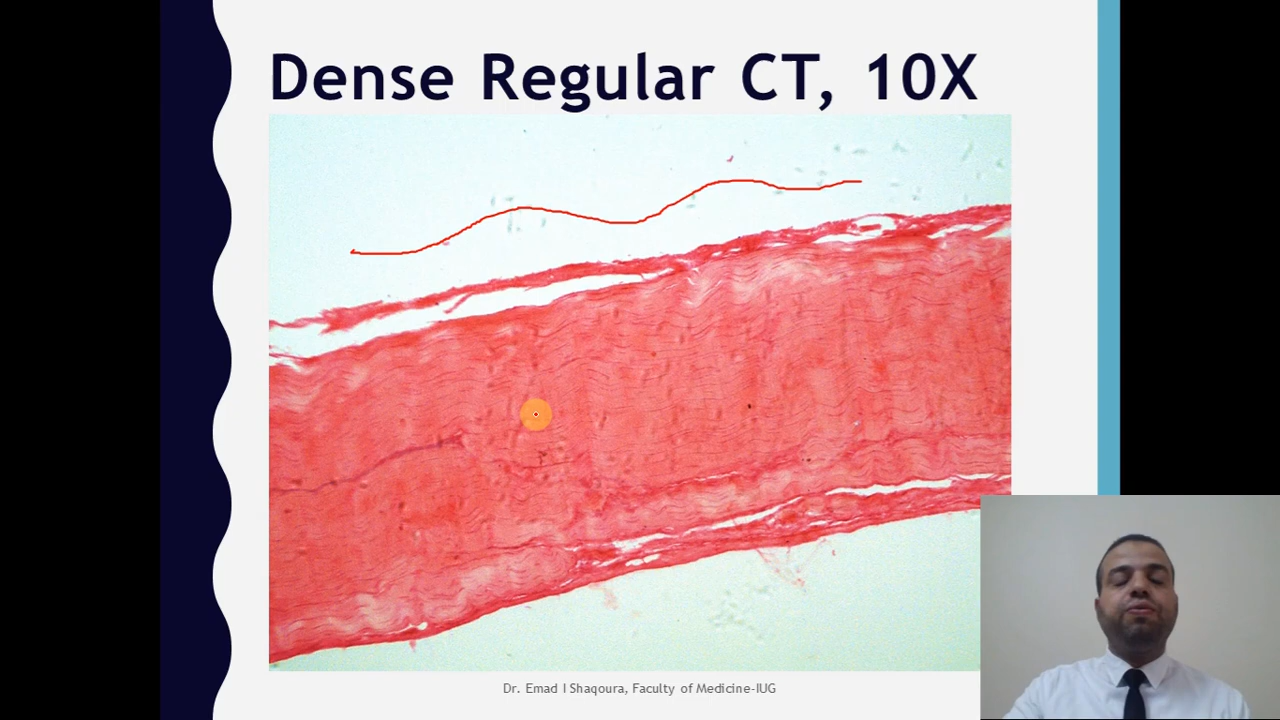 Dense Regular CT, 10X
Dr. Emad I Shaqoura, Faculty of Medicine-IUG